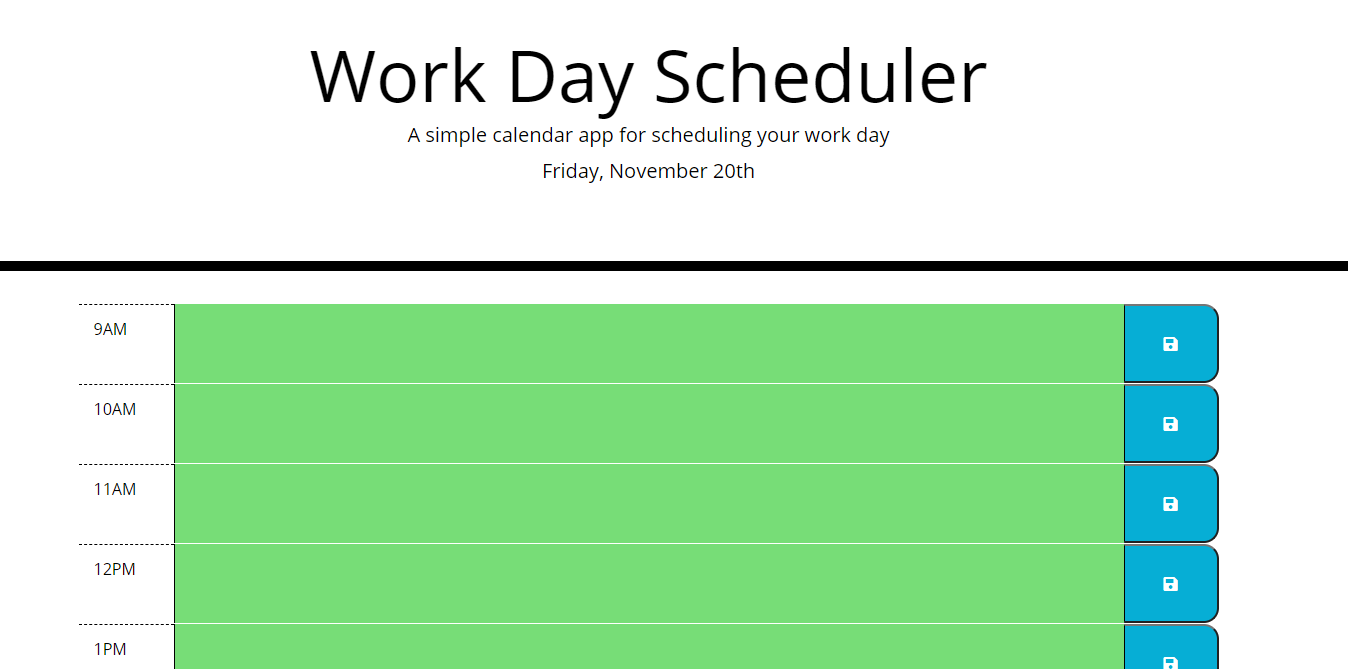 Work Day Scheduler
A simple calendar app for scheduling your work day
Friday, November 20th
9AM
10AM
11AM
12PM
1PM